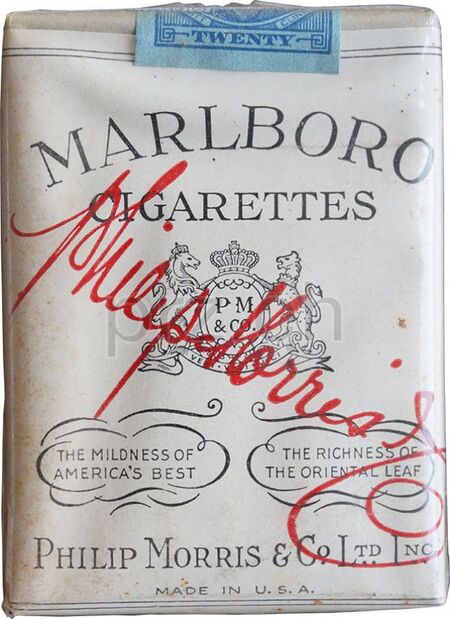 TWENTY
MARLBORO
CIGARETTES
Philip Morris &
P.M
& CO.
THE MILDNESS OF
AMERICA'S BEST
THE RICHNESS OF
THE ORIENTAL LEAF
PHILIP MORRIS & CO LTD INC
MADE IN U.S.A.